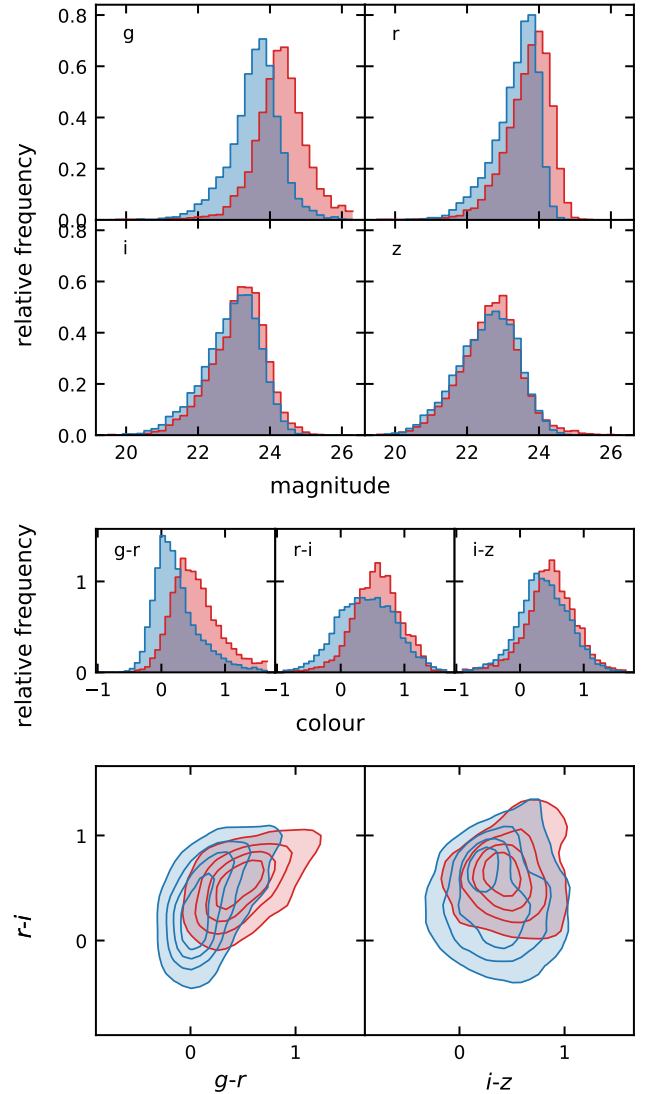 g r
0.8
0.6
0.4
0.2
0.0
relative frequency
i z
0.8
0.6
0.4
0.2
0.0
20 22 24 26 20 22 24 26
magnitude
g-r r-i i-z
1
0
relative frequency
−1 0 1 −1 0 1 −1 0 1
colour
1
0
r-i
0 1 0 1
g-r i-z